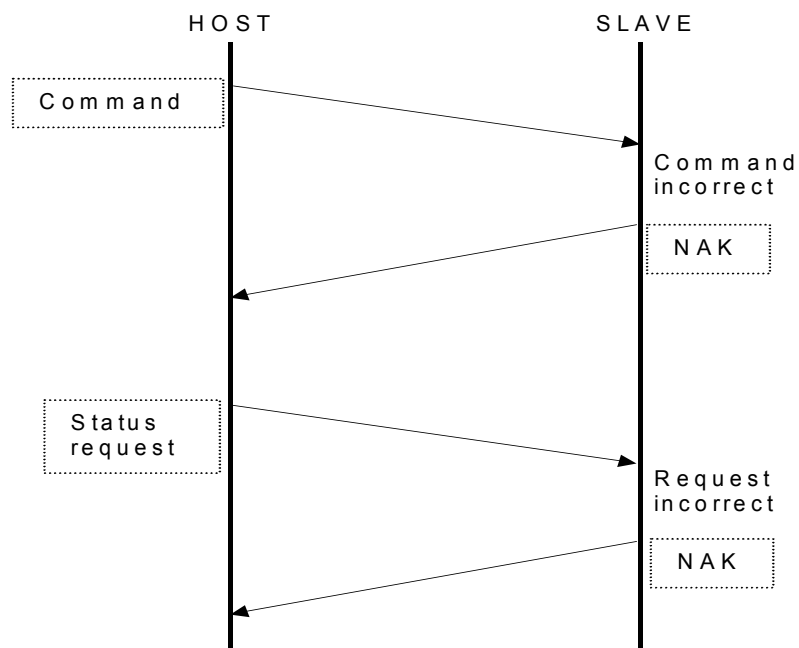 HOST
SLAVE
Command
Command
incorrect
NAK
Status
request
Request
incorrect
NAK